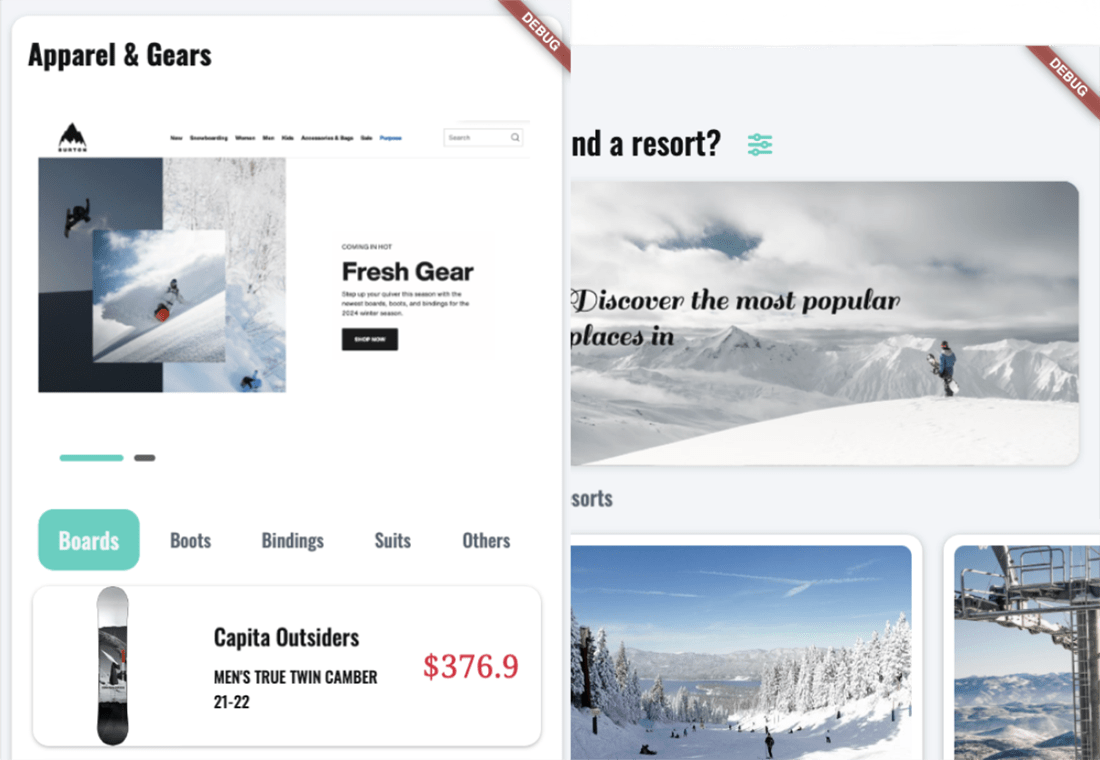 DEBUG
Apparel & Gears
BURTON
New Snowboarding Women Men Kids Accessories & Bags Sale Purpose
Search
COMING IN HOT
Fresh Gear
Step up your quiver this season with the
newest boards, boots, and bindings for the
2024 winter season.
SHOP NOW
Boards Boots Bindings Suits Others
Capita Outsiders
MEN'S TRUE TWIN CAMBER
21-22
$376.9
DEBUG
nd a resort?
Discover the most popular
places in
sorts